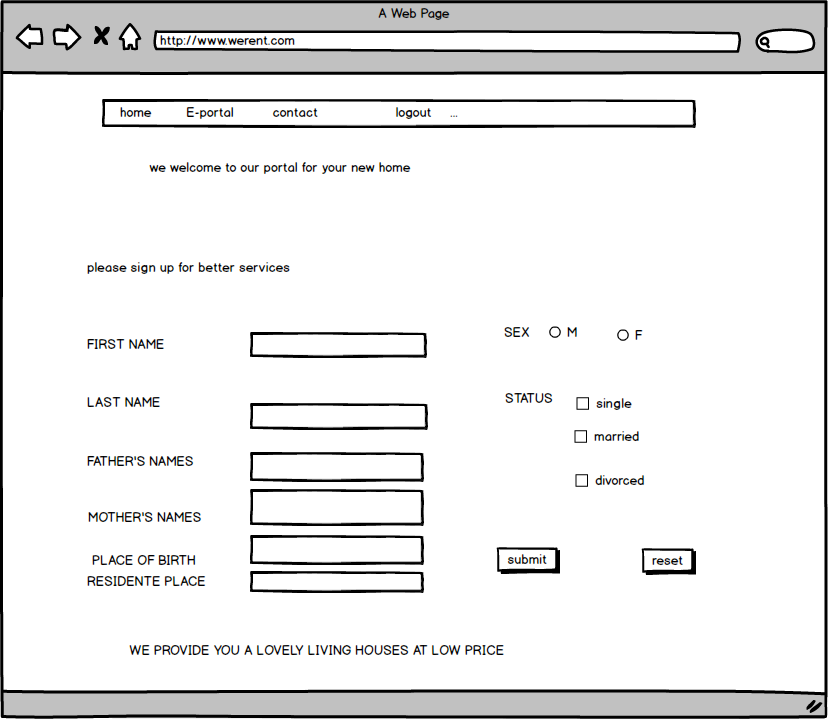 A Web Page
http://www.werent.com
home E-portal contact logout ...
we welcome to our portal for your new home
please sign up for better services
FIRST NAME
SEX M F
LAST NAME
STATUS single
married
FATHER'S NAMES
divorced
MOTHER'S NAMES
PLACE OF BIRTH
submit reset
RESIDENTE PLACE
WE PROVIDE YOU A LOVELY LIVING HOUSES AT LOW PRICE